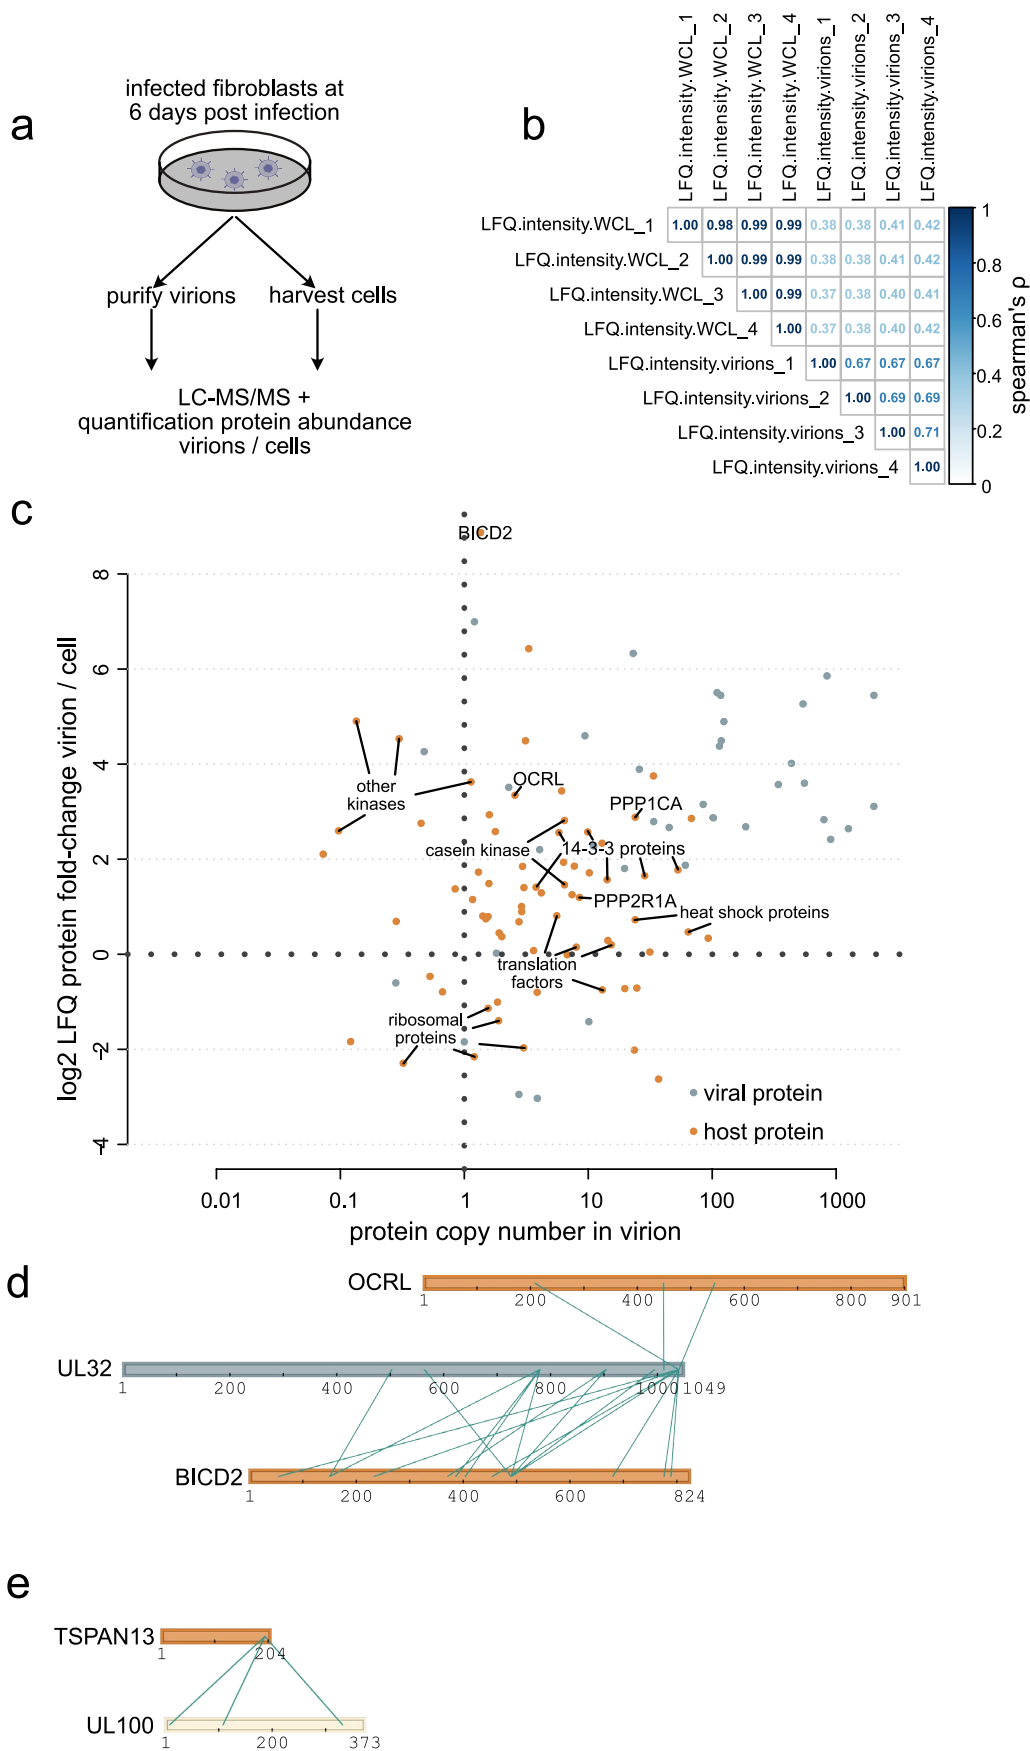 a
infected fibroblasts at
6 days post infection
purify virions
harvest cells
LC-MS/MS +
quantification protein abundance
virions / cells
b
LFQ.intensity.WCL_1
LFQ.intensity.WCL_2
LFQ.intensity.WCL_3
LFQ.intensity.WCL_4
LFQ.intensity.virions_1
LFQ.intensity.virions_2
LFQ.intensity.virions_3
LFQ.intensity.virions_4
LFQ.intensity.WCL_1 1.00 0.98 0.99 0.99 0.38 0.38 0.41 0.42
LFQ.intensity.WCL_2 1.00 0.99 0.99 0.38 0.38 0.41 0.42
LFQ.intensity.WCL_3 1.00 0.99 0.37 0.38 0.40 0.41
LFQ.intensity.WCL_4 1.00 0.37 0.38 0.40 0.42
LFQ.intensity.virions_1 1.00 0.67 0.67 0.67
LFQ.intensity.virions_2 1.00 0.69 0.69
LFQ.intensity.virions_3 1.00 0.71
LFQ.intensity.virions_4 1.00
1
0.8
0.6
0.4
0.2
0
spearman's ρ
c
log2 LFQ protein fold-change virion / cell
8
6
4
2
0
-2
-4
BICD2
other
kinases
OCRL
PPP1CA
casein kinase
14-3-3 proteins
PPP2R1A
heat shock proteins
translation
factors
ribosomal
proteins
viral protein
host protein
0.01 0.1 1 10 100 1000
protein copy number in virion
d
OCRL
1 200 400 600 800 901
UL32
1 200 400 600 800 1000 1049
BICD2
1 200 400 600 824
e
TSPAN13
1 204
UL100
1 200 373